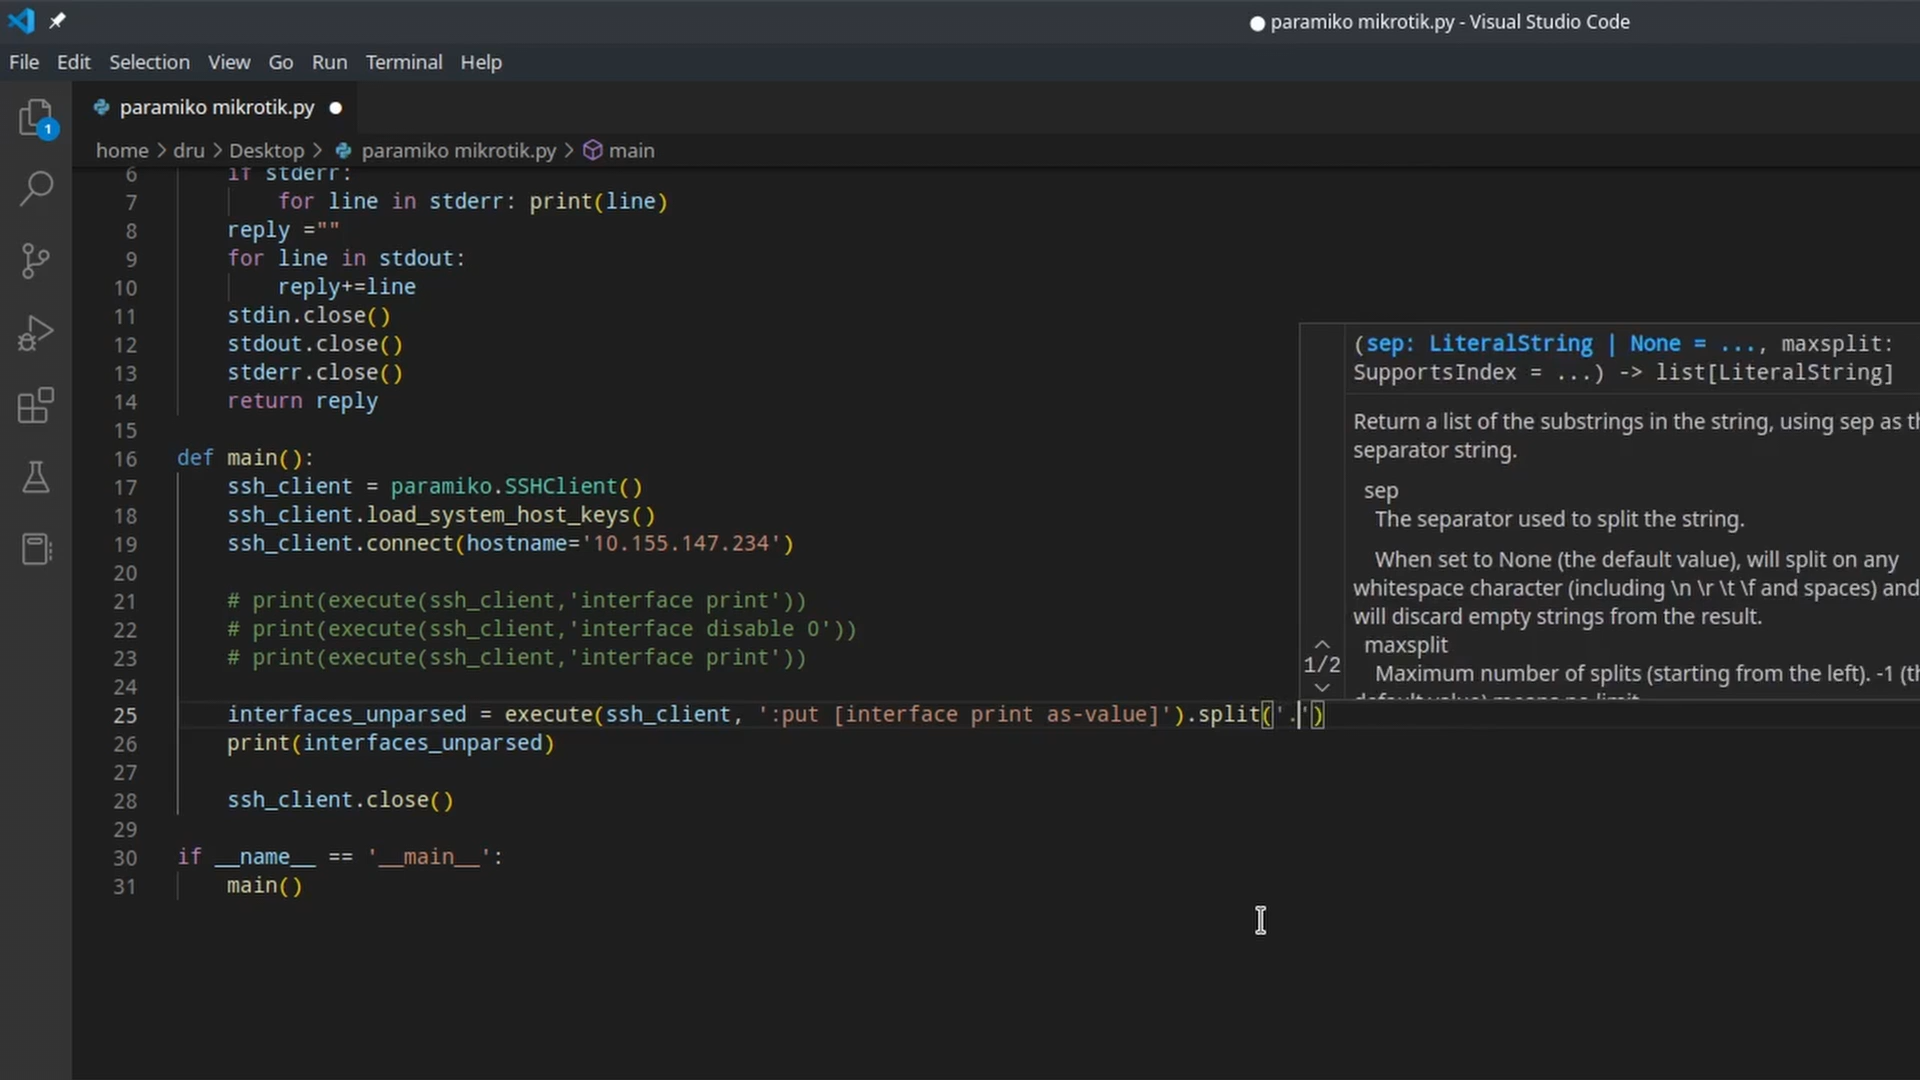 paramiko mikrotik.py - Visual Studio Code
File Edit Selection View Go Run Terminal Help
paramiko mikrotik.py
1
home > dru > Desktop > paramiko mikrotik.py > main
6 if stderr:
7 for line in stderr: print(line)
8 reply =""
9 for line in stdout:
10 reply+=line
11 stdin.close()
12 stdout.close()
13 stderr.close()
14 return reply
15
16 def main():
17 ssh_client = paramiko.SSHClient()
18 ssh_client.load_system_host_keys()
19 ssh_client.connect(hostname='10.155.147.234')
20
21 # print(execute(ssh_client,'interface print'))
22 # print(execute(ssh_client,'interface disable 0'))
23 # print(execute(ssh_client,'interface print'))
24
25 interfaces_unparsed = execute(ssh_client, ':put [interface print as-value]').split('.')
26 print(interfaces_unparsed)
27
28 ssh_client.close()
29
30 if __name__ == '__main__':
31 main()
(sep: LiteralString | None = ..., maxsplit:
SupportsIndex = ...) -> list[LiteralString]
Return a list of the substrings in the string, using sep as
separator string.
sep
The separator used to split the string.
When set to None (the default value), will split on any
whitespace character (including \n \r \t \f and spaces) and
will discard empty strings from the result.
maxsplit
1/2
Maximum number of splits (starting from the left). -1